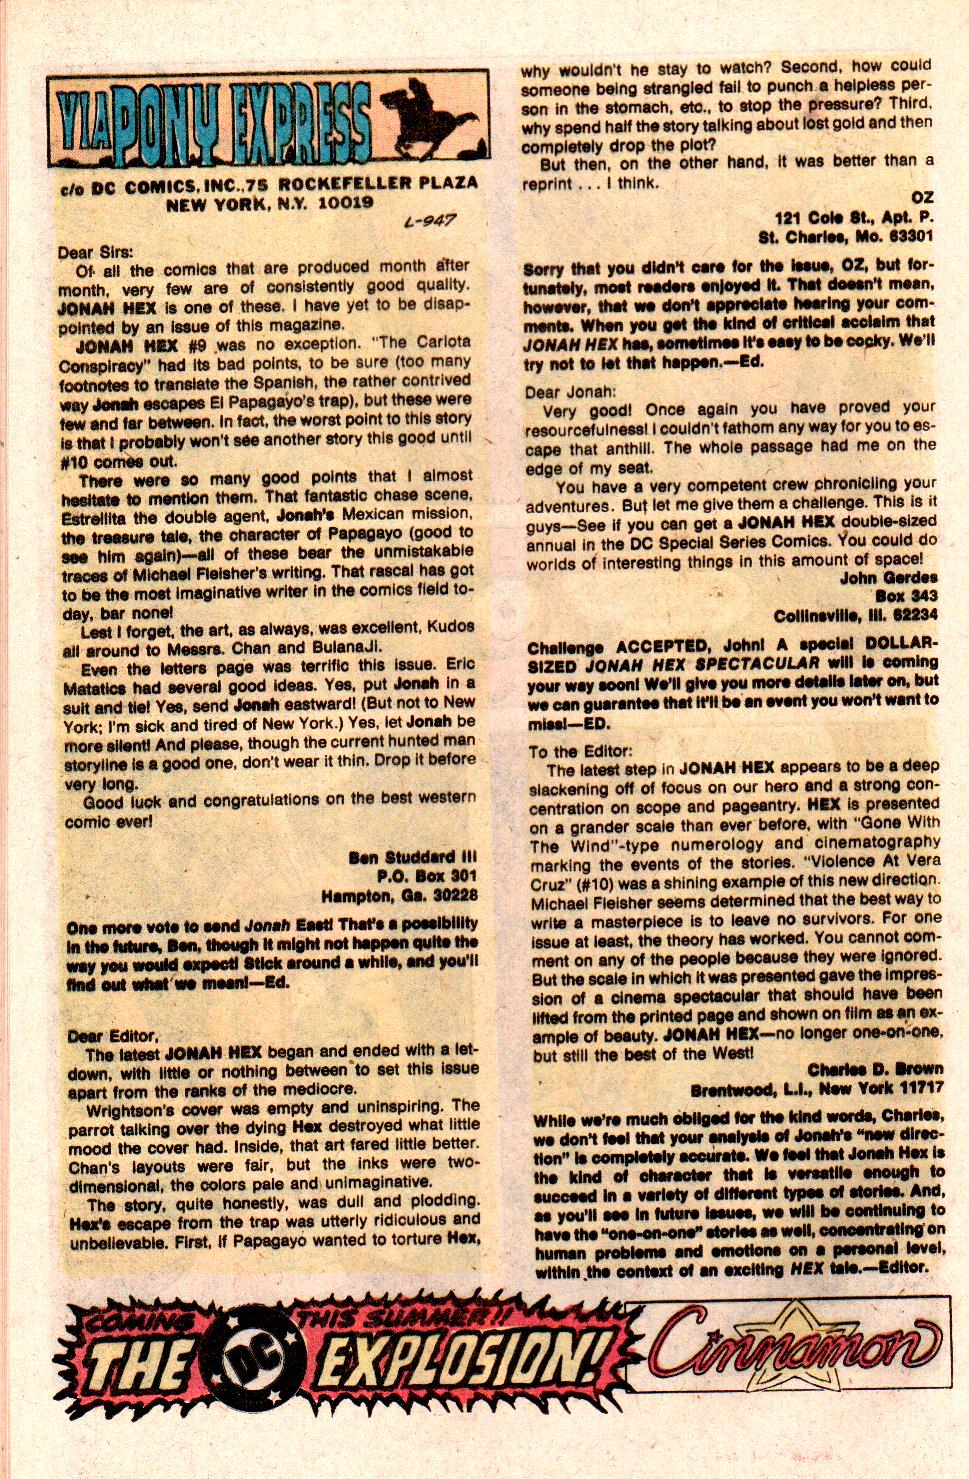 VIA PONY EXPRESS
c/o DC COMICS, INC., 75 ROCKEFELLER PLAZA
NEW YORK, N.Y. 10019
L-947
Dear Sirs:
Of all the comics that are produced month after
month, very few are of consistently good quality.
JONAH HEX is one of these. I have yet to be disap-
pointed by an issue of this magazine.
JONAH HEX #9 was no exception. "The Carlota
Conspiracy" had its bad points, to be sure (too many
footnotes to translate the Spanish, the rather contrived
way Jonah escapes El Papagayo's trap), but these were
few and far between. In fact, the worst point to this story
is that I probably won't see another story this good until
#10 comes out.
There were so many good points that I almost
hesitate to mention them. That fantastic chase scene,
Estrellita the double agent, Jonah's Mexican mission,
the treasure tale, the character of Papagayo (good to
see him again)—all of these bear the unmistakable
traces of Michael Fleisher's writing. That rascal has got
to be the most imaginative writer in the comics field to-
day, bar none!
Lest I forget, the art, as always, was excellent, Kudos
all around to Messrs. Chan and BulanaJi.
Even the letters page was terrific this issue. Eric
Matatics had several good ideas. Yes, put Jonah in a
suit and tie! Yes, send Jonah eastward! (But not to New
York; I'm sick and tired of New York.) Yes, let Jonah be
more silent! And please, though the current hunted man
storyline is a good one, don't wear it thin. Drop it before
very long.
Good luck and congratulations on the best western
comic ever!
Ben Studdard III
P.O. Box 301
Hampton, Ga. 30228
One more vote to send Jonah East! That's a possibility
in the future, Ben, though it might not happen quite the
way you would expect! Stick around a while, and you'll
find out what we mean!—Ed.
Dear Editor,
The latest JONAH HEX began and ended with a let-
down, with little or nothing between to set this issue
apart from the ranks of the mediocre.
Wrightson's cover was empty and uninspiring. The
parrot talking over the dying Hex destroyed what little
mood the cover had. Inside, that art fared little better.
Chan's layouts were fair, but the inks were two-
dimensional, the colors pale and unimaginative.
The story, quite honestly, was dull and plodding.
Hex's escape from the trap was utterly ridiculous and
unbelievable. First, if Papagayo wanted to torture Hex,
why wouldn't he stay to watch? Second, how could
someone being strangled fail to punch a helpless per-
son in the stomach, etc., to stop the pressure? Third,
why spend half the story talking about lost gold and then
completely drop the plot?
But then, on the other hand, it was better than a
reprint . . . I think.
OZ
121 Cole St., Apt. P.
St. Charles, Mo. 63301
Sorry that you didn't care for the issue, OZ, but for-
tunately, most readers enjoyed it. That doesn't mean,
however, that we don't appreciate hearing your com-
ments. When you get the kind of critical acclaim that
JONAH HEX has, sometimes it's easy to be cocky. We'll
try not to let that happen.—Ed.
Dear Jonah:
Very good! Once again you have proved your
resourcefulness! I couldn't fathom any way for you to es-
cape that anthill. The whole passage had me on the
edge of my seat.
You have a very competent crew chronicling your
adventures. But let me give them a challenge. This is it
guys—See if you can get a JONAH HEX double-sized
annual in the DC Special Series Comics. You could do
worlds of interesting things in this amount of space!
John Gerdes
Box 343
Collinsville, Ill. 62234
Challenge ACCEPTED, John! A special DOLLAR-
SIZED JONAH HEX SPECTACULAR will is coming
your way soon! We'll give you more details later on, but
we can guarantee that it'll be an event you won't want to
miss!—ED.
To the Editor:
The latest step in JONAH HEX appears to be a deep
slackening off of focus on our hero and a strong con-
centration on scope and pageantry. HEX is presented
on a grander scale than ever before, with "Gone With
The Wind"-type numerology and cinematography
marking the events of the stories. "Violence At Vera
Cruz" (#10) was a shining example of this new direction.
Michael Fleisher seems determined that the best way to
write a masterpiece is to leave no survivors. For one
issue at least, the theory has worked. You cannot com-
ment on any of the people because they were ignored.
But the scale in which it was presented gave the impres-
sion of a cinema spectacular that should have been
lifted from the printed page and shown on film as an ex-
ample of beauty. JONAH HEX—no longer one-on-one,
but still the best of the West!
Charles D. Brown
Brentwood, L.I., New York 11717
While we're much obliged for the kind words, Charles,
we don't feel that your analysis of Jonah's "new direc-
tion" is completely accurate. We feel that Jonah Hex is
the kind of character that is versatile enough to
succeed in a variety of different types of stories. And,
as you'll see in future issues, we will be continuing to
have the "one-on-one" stories as well, concentrating on
human problems and emotions on a personal level,
within the context of an exciting HEX tale.—Editor.
COMING THIS SUMMER!!
THE DC EXPLOSION!
Cinnamon